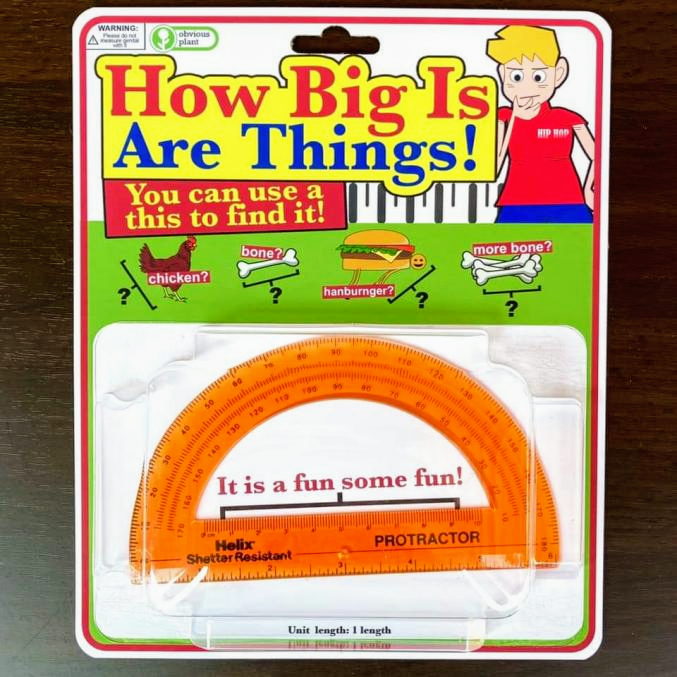 WARNING:
Please do not
measure genital
with it
obvious
plant
How Big Is
Are Things!
HIP HOP
You can use a
this to find it!
chicken?
?
bone?
?
hanburnger?
?
more bone?
?
It is a fun some fun!
Helix
Shatter Resistant
PROTRACTOR
Unit length: 1 length